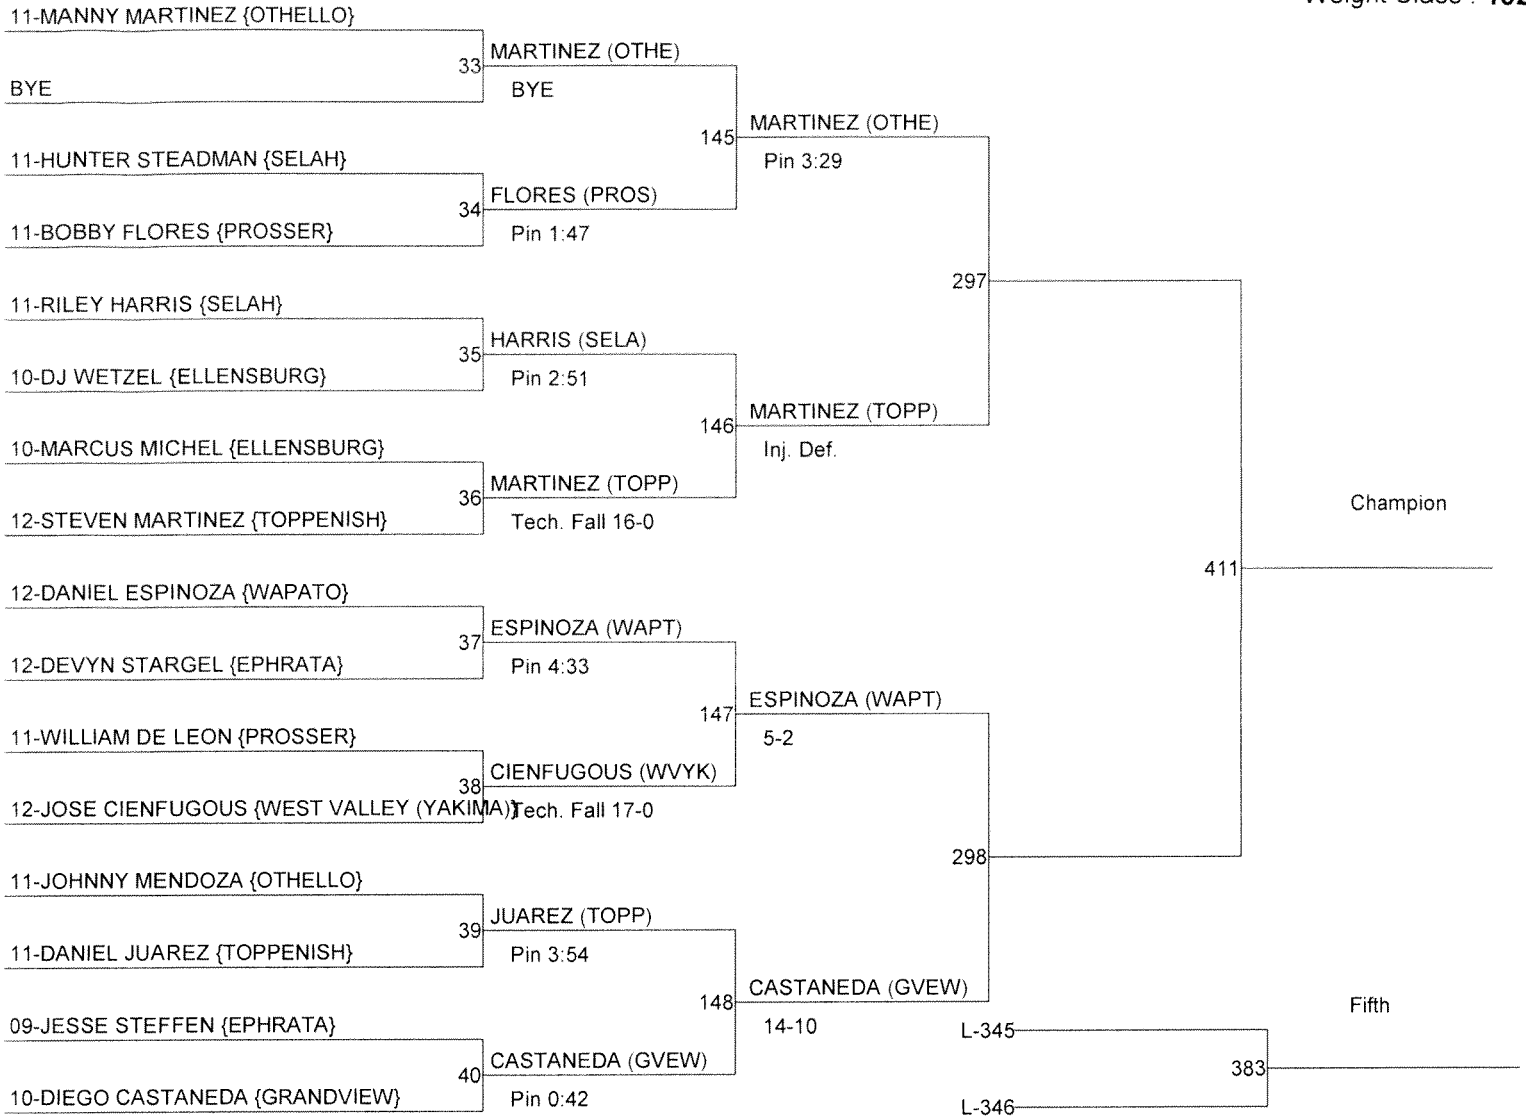 Weight Class :
11-MANNY MARTINEZ {OTHELLO}
33
MARTINEZ (OTHE)
BYE
BYE
145
MARTINEZ (OTHE)
Pin 3:29
11-HUNTER STEADMAN {SELAH}
34
FLORES (PROS)
11-BOBBY FLORES {PROSSER}
Pin 1:47
297
11-RILEY HARRIS {SELAH}
35
HARRIS (SELA)
10-DJ WETZEL {ELLENSBURG}
Pin 2:51
146
MARTINEZ (TOPP)
Inj. Def.
10-MARCUS MICHEL {ELLENSBURG}
36
MARTINEZ (TOPP)
12-STEVEN MARTINEZ {TOPPENISH}
Tech. Fall 16-0
Champion
411
12-DANIEL ESPINOZA {WAPATO}
37
ESPINOZA (WAPT)
12-DEVYN STARGEL {EPHRATA}
Pin 4:33
147
ESPINOZA (WAPT)
5-2
11-WILLIAM DE LEON {PROSSER}
38
CIENFUGOUS (WVYK)
12-JOSE CIENFUGOUS {WEST VALLEY (YAKIMA)}
Tech. Fall 17-0
298
11-JOHNNY MENDOZA {OTHELLO}
39
JUAREZ (TOPP)
11-DANIEL JUAREZ {TOPPENISH}
Pin 3:54
148
CASTANEDA (GVEW)
14-10
09-JESSE STEFFEN {EPHRATA}
40
CASTANEDA (GVEW)
10-DIEGO CASTANEDA {GRANDVIEW}
Pin 0:42
Fifth
L-345
383
L-346